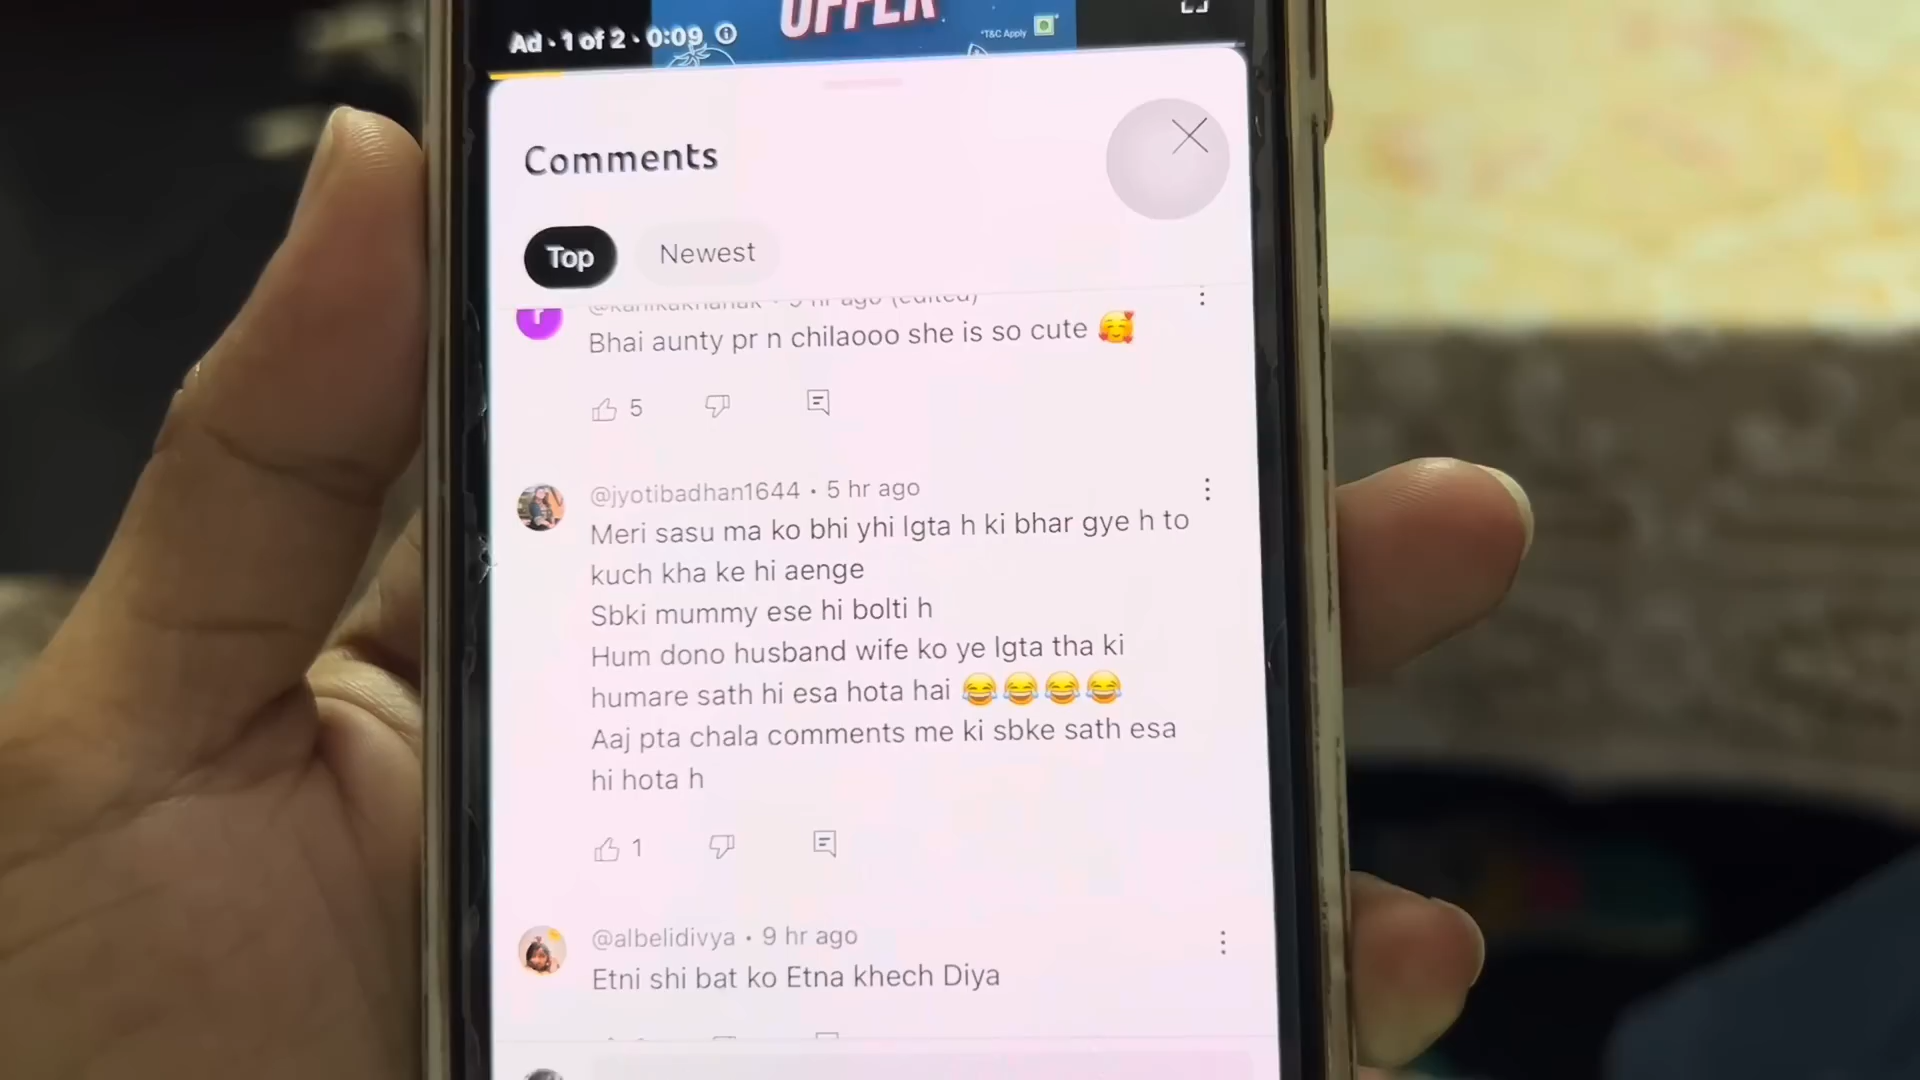 OFFER
Ad · 1 of 2 · 0:09
*T&C Apply
Comments
Top
Newest
hr ago (edited)
Bhai aunty pr n chilaooo she is so cute 🥰
5
@jyotibadhan1644 · 5 hr ago
Meri sasu ma ko bhi yhi lgta h ki bhar gye h to
kuch kha ke hi aenge
Sbki mummy ese hi bolti h
Hum dono husband wife ko ye lgta tha ki
humare sath hi esa hota hai 😂😂😂😂
Aaj pta chala comments me ki sbke sath esa
hi hota h
1
@albelidivya · 9 hr ago
Etni shi bat ko Etna khech Diya